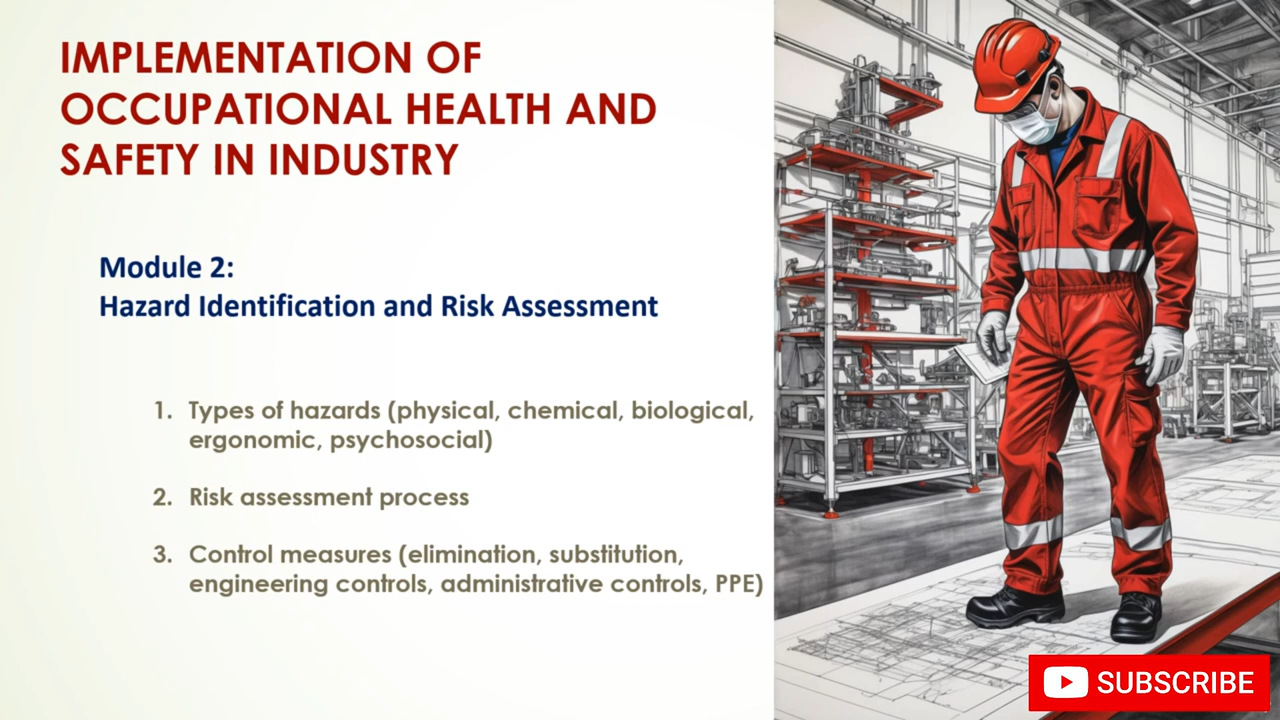 IMPLEMENTATION OF
OCCUPATIONAL HEALTH AND
SAFETY IN INDUSTRY
Module 2:
Hazard Identification and Risk Assessment
1. Types of hazards (physical, chemical, biological,
ergonomic, psychosocial)
2. Risk assessment process
3. Control measures (elimination, substitution,
engineering controls, administrative controls, PPE)
SUBSCRIBE